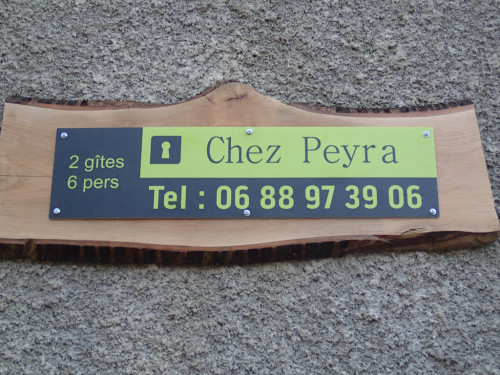 2 gîtes
6 pers
Chez Peyra
Tel : 06 88 97 39 06